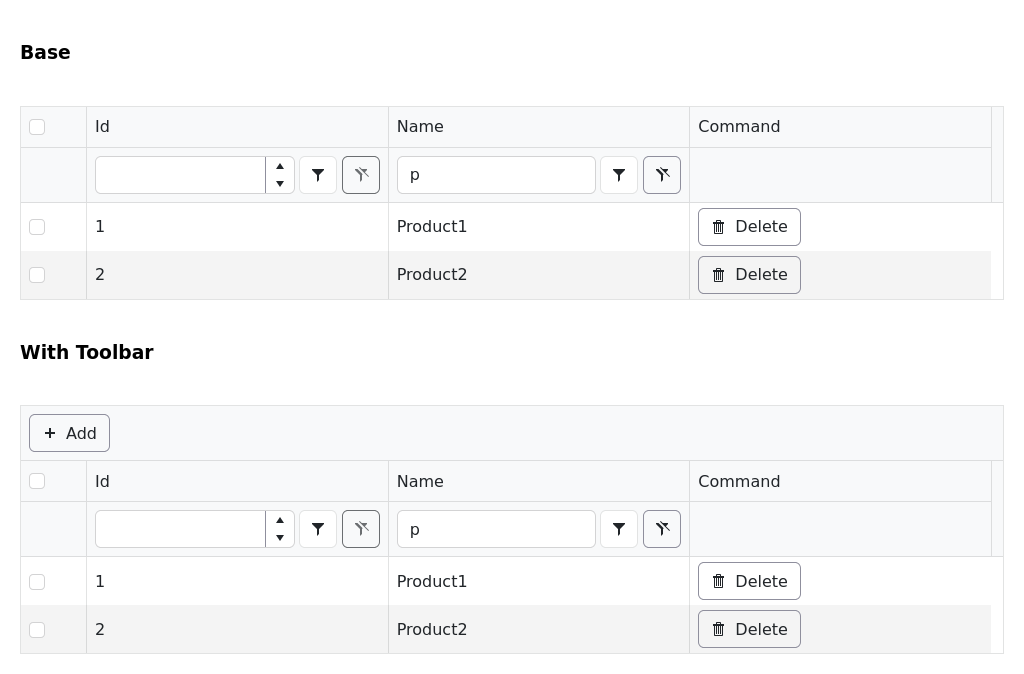 Base
Id Name Command
p
1 Product1 Delete
2 Product2 Delete
With Toolbar
Add
Id Name Command
p
1 Product1 Delete
2 Product2 Delete